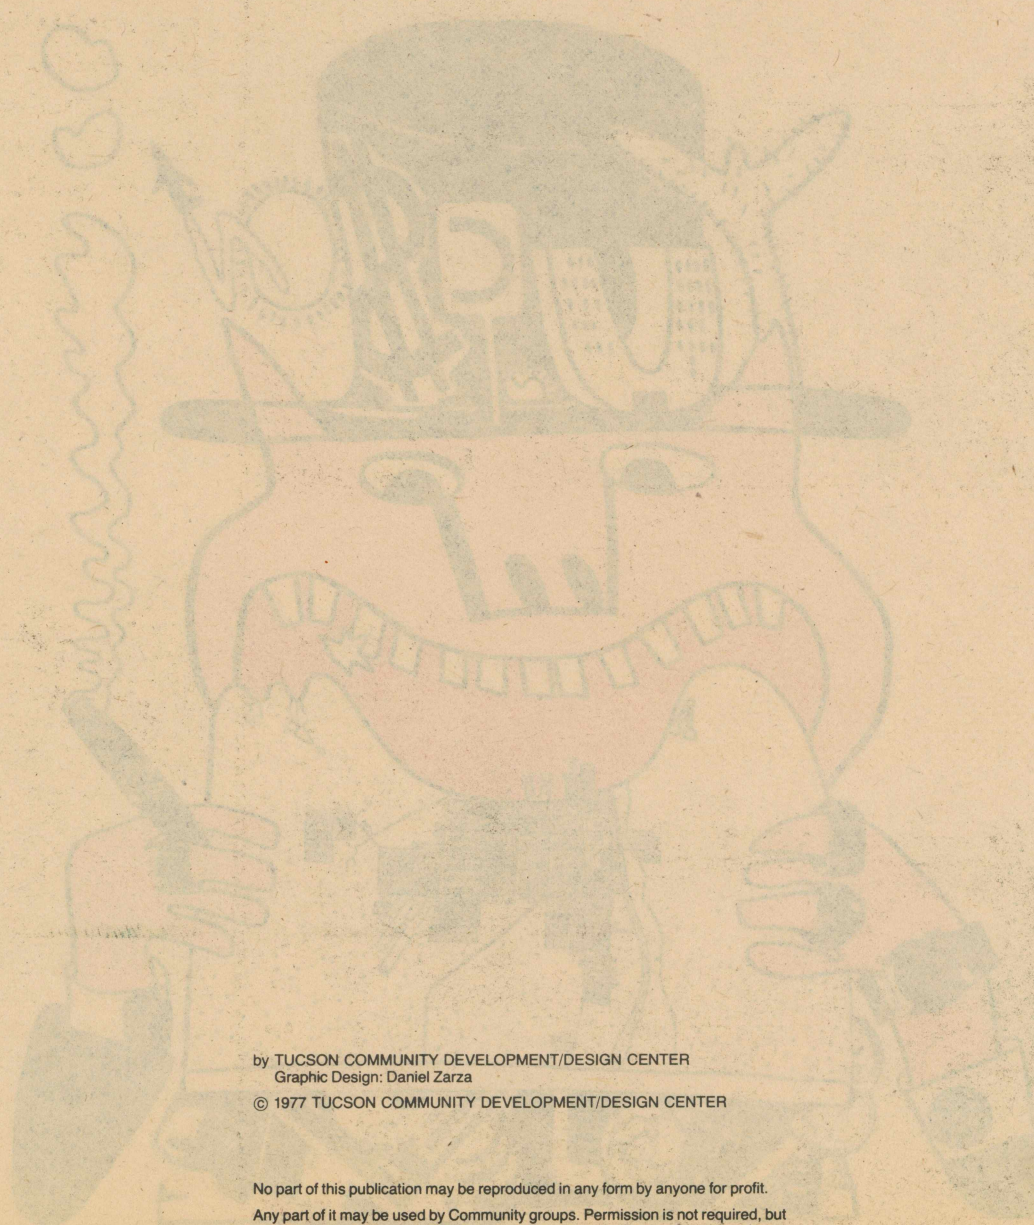 by TUCSON COMMUNITY DEVELOPMENT/DESIGN CENTER
Graphic Design: Daniel Zarza
© 1977 TUCSON COMMUNITY DEVELOPMENT/DESIGN CENTER
No part of this publication may be reproduced in any form by anyone for profit.
Any part of it may be used by Community groups. Permission is not required, but